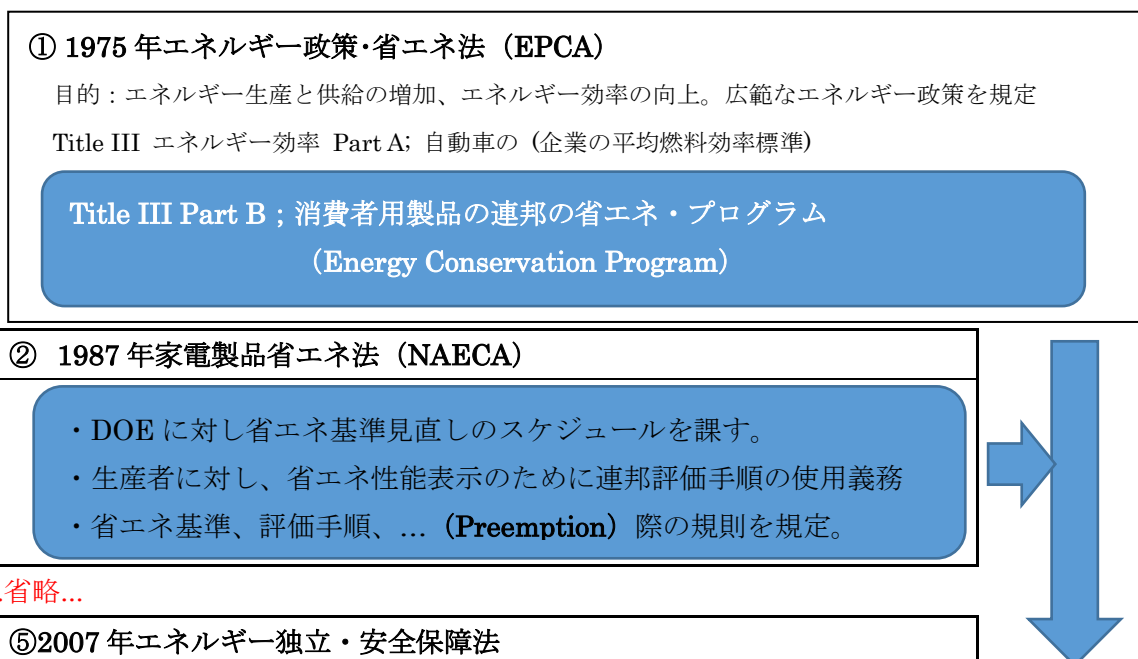 ① 1975 年エネルギー政策･省エネ法（EPCA）
目的：エネルギー生産と供給の増加、エネルギー効率の向上。広範なエネルギー政策を規定
Title III エネルギー効率 Part A; 自動車の (企業の平均燃料効率標準)
Title III Part B；消費者用製品の連邦の省エネ・プログラム
（Energy Conservation Program）
② 1987 年家電製品省エネ法（NAECA）
・DOE に対し省エネ基準見直しのスケジュールを課す。
・生産者に対し、省エネ性能表示のために連邦評価手順の使用義務
・省エネ基準、評価手順、…（Preemption）際の規則を規定。
.省略...
⑤2007 年エネルギー独立・安全保障法